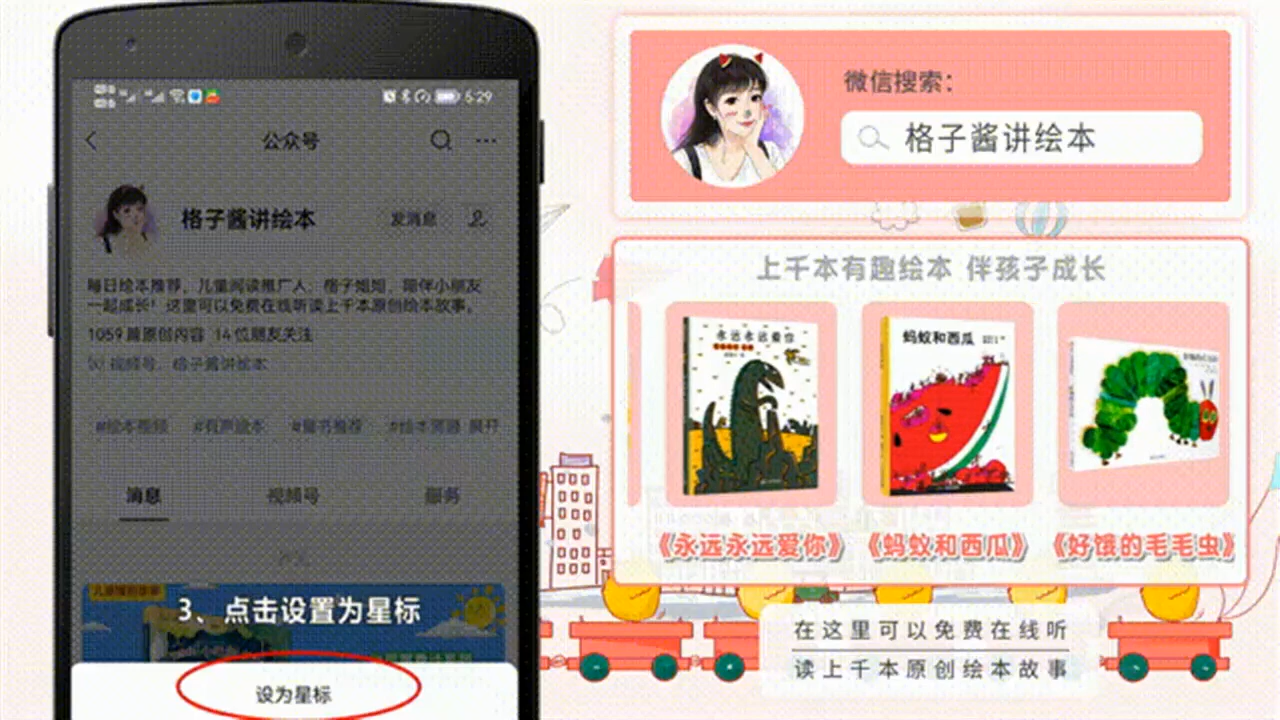 5:29
公众号
格子酱讲绘本
发消息
每日绘本推荐，儿童阅读推广人：格子姐姐，陪伴小朋友
一起成长！这里可以免费在线听读上千本原创绘本故事。
1059篇原创内容 14位朋友关注
视频号：格子酱讲绘本
#绘本视频 #有声绘本 #童书推荐 展开
消息 视频号 服务
3、点击设置为星标
设为星标
微信搜索：
格子酱讲绘本
上千本有趣绘本 伴孩子成长
永远永远爱你
蚂蚁和西瓜
《永远永远爱你》
《蚂蚁和西瓜》
《好饿的毛毛虫》
在这里可以免费在线听
读上千本原创绘本故事